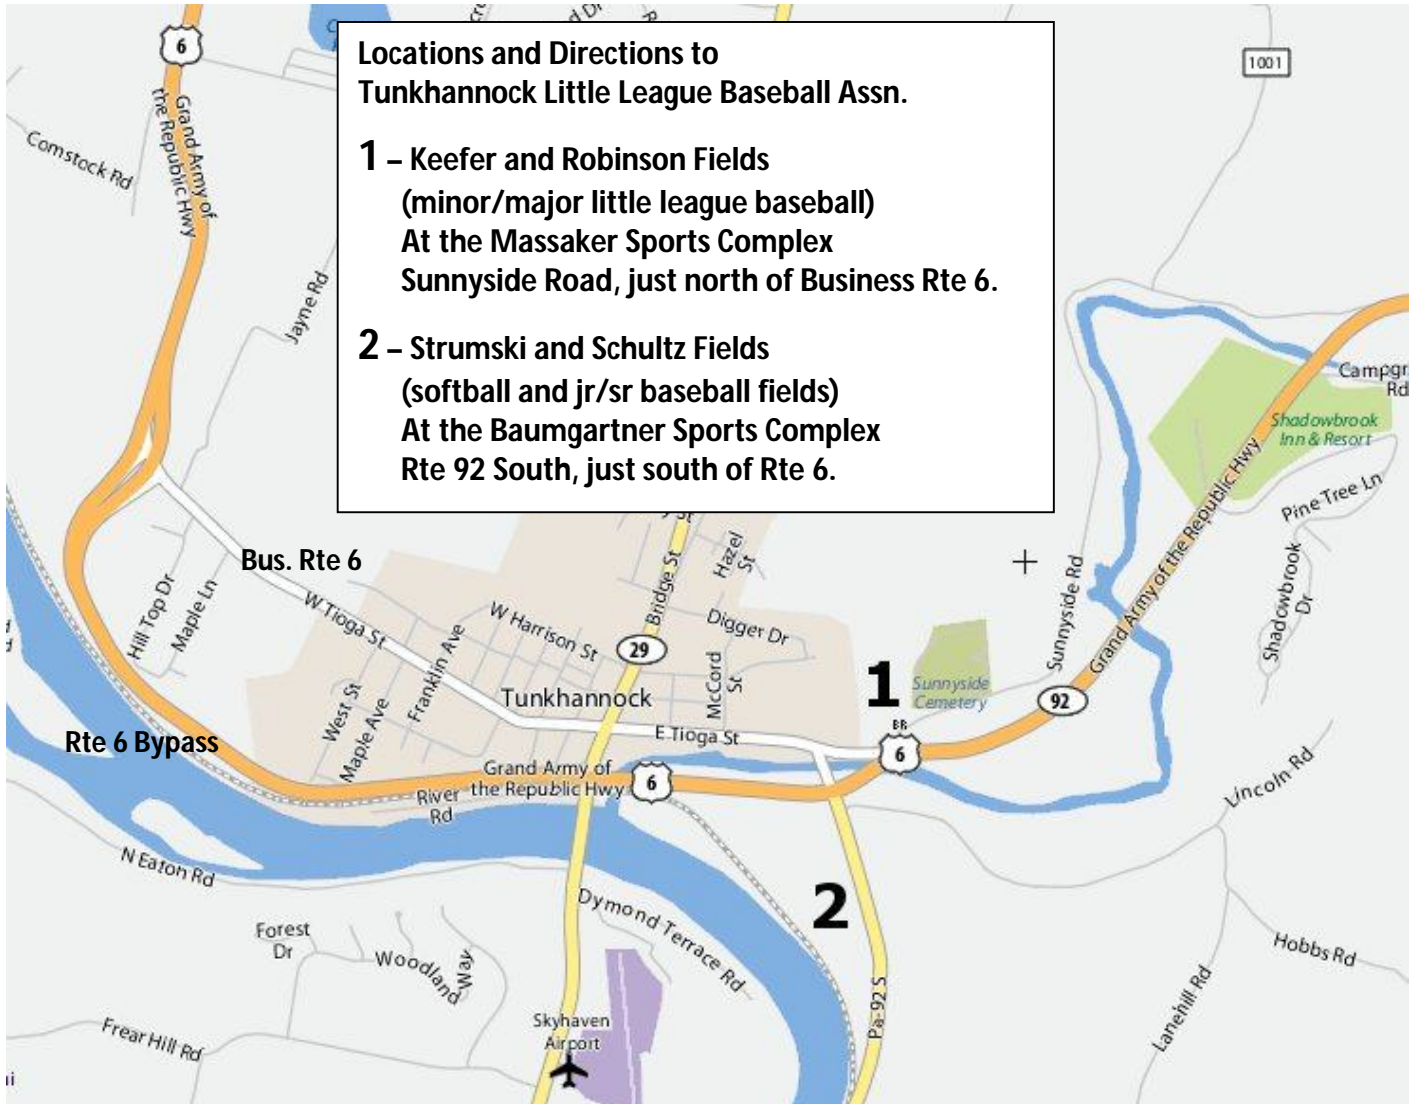 6
1001
Grand Army of
the Republic Hwy
Comstock Rd
Jayne Rd
Locations and Directions to
Tunkhannock Little League Baseball Assn.
1 – Keefer and Robinson Fields
(minor/major little league baseball)
At the Massaker Sports Complex
Sunnyside Road, just north of Business Rte 6.
2 – Strumski and Schultz Fields
(softball and jr/sr baseball fields)
At the Baumgartner Sports Complex
Rte 92 South, just south of Rte 6.
Rd
Shadowbrook
Inn & Resort
Pine Tree Ln
Shadowbrook
Dr
Grand Army of the Republic Hwy
Sunnyside Rd
Bus. Rte 6
Hill Top Dr
Maple Ln
W Tioga St
W Harrison St
Franklin Ave
West St
Maple Ave
Bridge St
Hazel
St
Digger Dr
29
McCord
St
Tunkhannock
E Tioga St
1
Sunnyside
Cemetery
BR
6
92
Rte 6 Bypass
Grand Army of
the Republic Hwy
6
River
Rd
Lincoln Rd
N Eaton Rd
2
Dymond Terrace Rd
Forest
Dr
Woodland
Way
Hobbs Rd
Lanehill Rd
Pa-92 S
Skyhaven
Airport
Frear Hill Rd